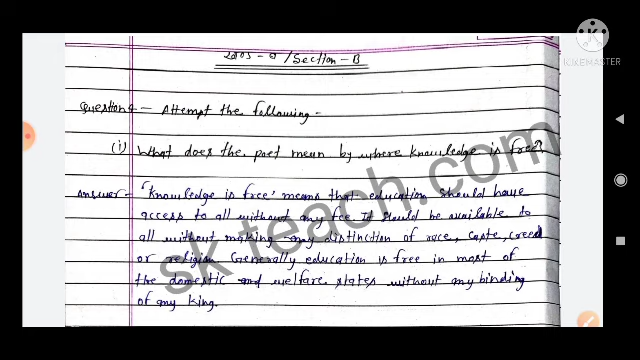 KINEMASTER
खण्ड - ब / Section - B
Question 4 - Attempt the following -
(i) What does the poet mean by where knowledge is free?
Answer - 'Knowledge is free' means that education should have
access to all without any fee. It should be available to
all without making any distinction of race, caste, creed
or religion. Generally education is free in most of
the domestic and welfare states without any binding
of any king.
sk-teach.com